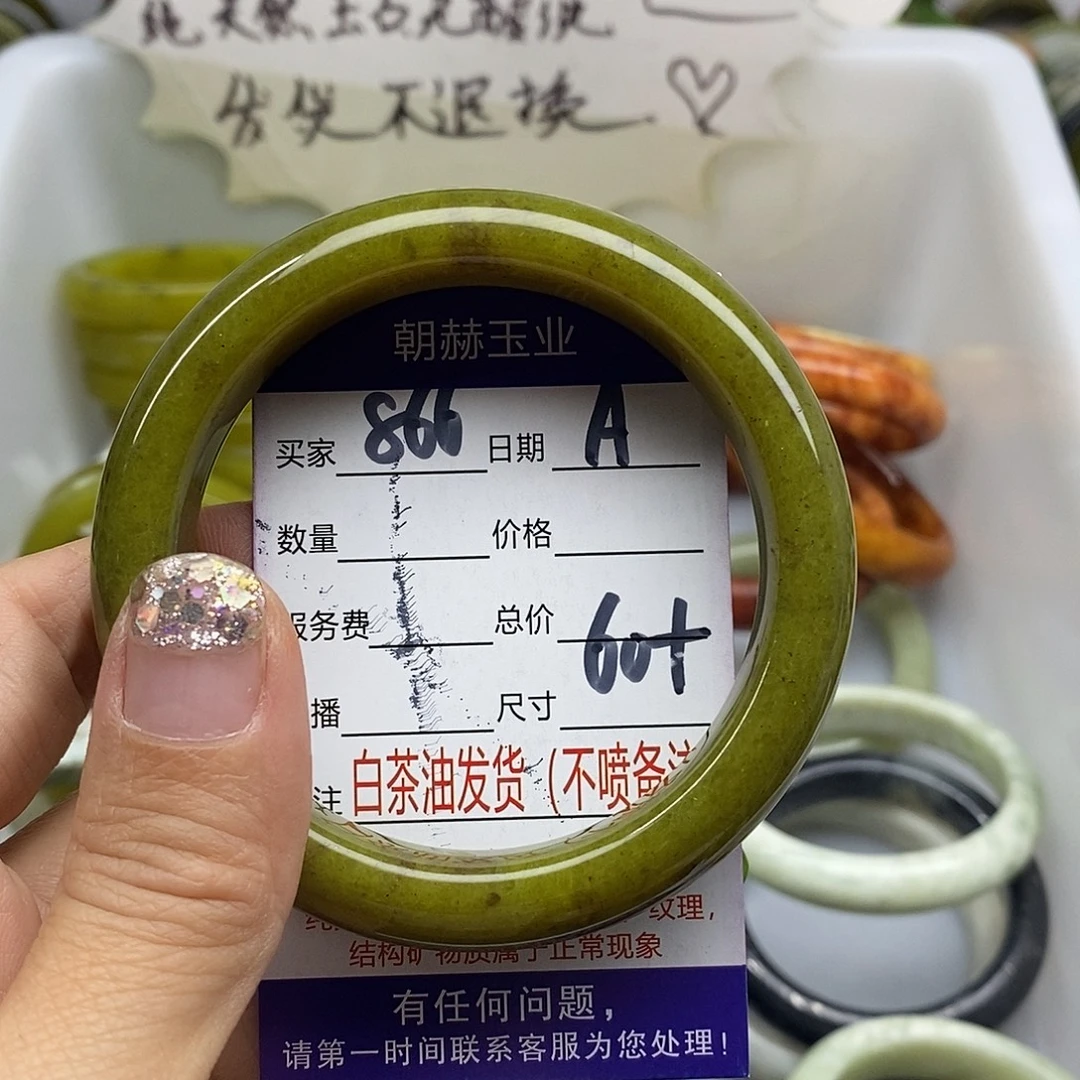 售出不退换
朝赫玉业
买家 866 日期 A
数量 价格
服务费 总价 60+
播 尺寸
注 白茶油发货（不喷备注
纹理，
结构矿物质属于正常现象
有任何问题，
请第一时间联系客服为您处理！